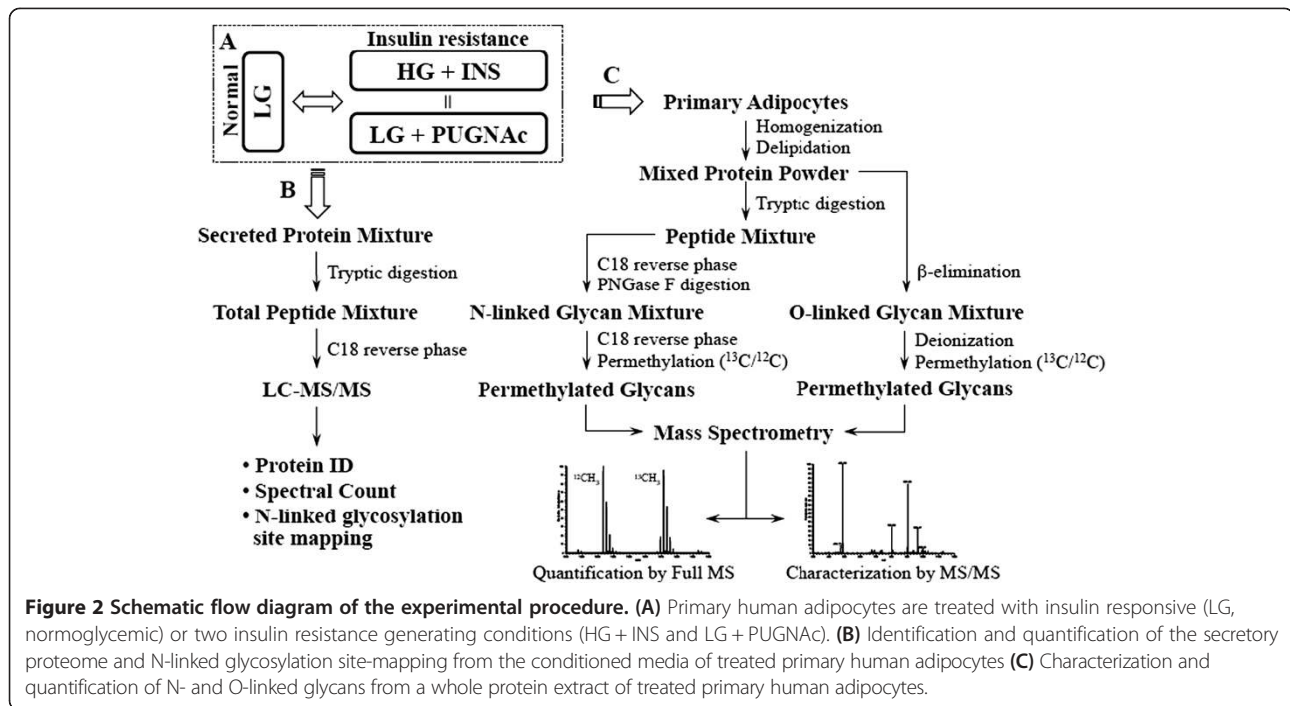 A
Insulin resistance
Normal
LG
HG + INS
=
LG + PUGNAc
B
Secreted Protein Mixture
Tryptic digestion
Total Peptide Mixture
C18 reverse phase
LC-MS/MS
• Protein ID
• Spectral Count
• N-linked glycosylation
site mapping
C
Primary Adipocytes
Homogenization
Delipidation
Mixed Protein Powder
Tryptic digestion
Peptide Mixture
C18 reverse phase
PNGase F digestion
β-elimination
N-linked Glycan Mixture
O-linked Glycan Mixture
C18 reverse phase
Permethylation (¹³C/¹²C)
Deionization
Permethylation (¹³C/¹²C)
Permethylated Glycans
Permethylated Glycans
Mass Spectrometry
¹²CH₃
¹³CH₃
Quantification by Full MS
Characterization by MS/MS
Figure 2 Schematic flow diagram of the experimental procedure. (A) Primary human adipocytes are treated with insulin responsive (LG,
normoglycemic) or two insulin resistance generating conditions (HG + INS and LG + PUGNAc). (B) Identification and quantification of the secretory
proteome and N-linked glycosylation site-mapping from the conditioned media of treated primary human adipocytes (C) Characterization and
quantification of N- and O-linked glycans from a whole protein extract of treated primary human adipocytes.